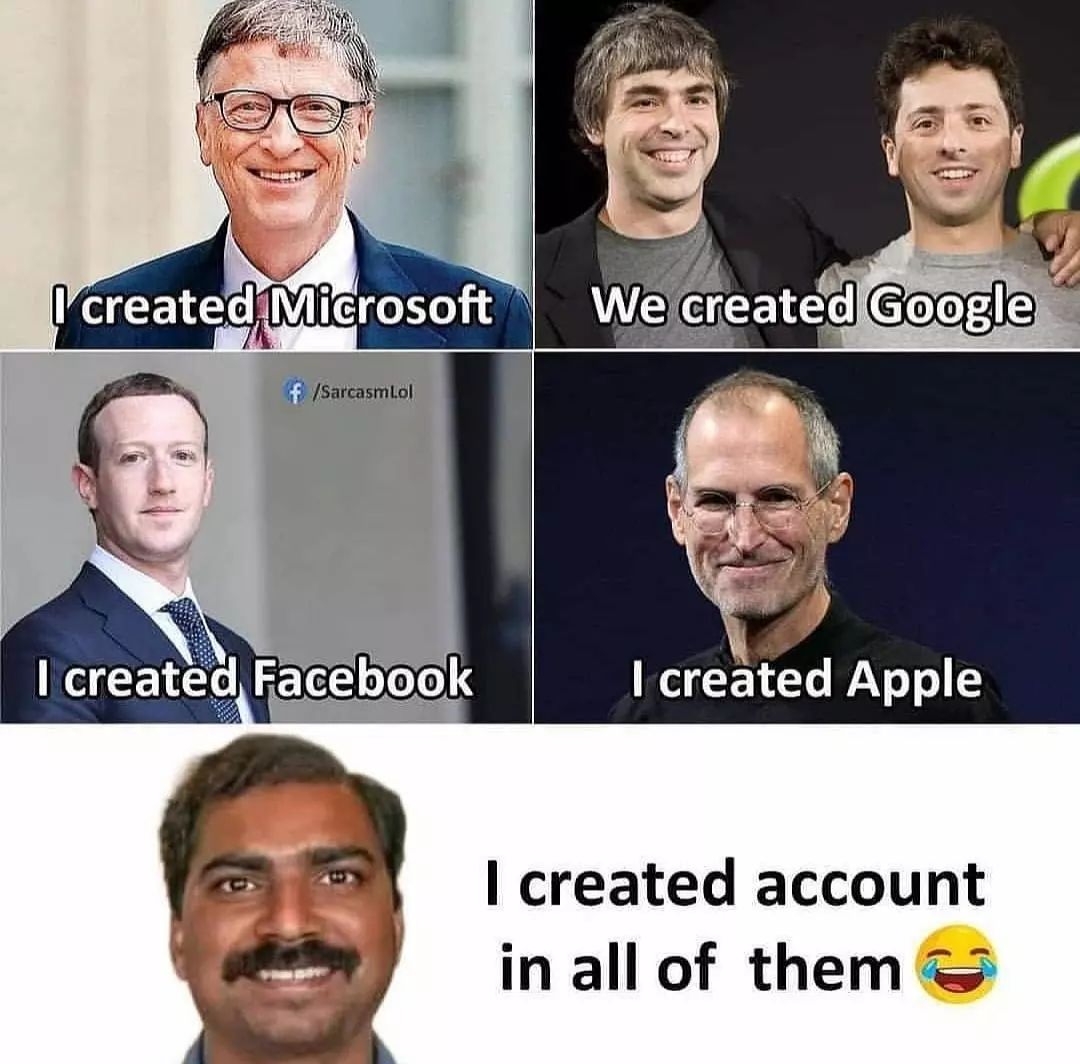 I created Microsoft
We created Google
f /SarcasmLol
I created Facebook
I created Apple
I created account
in all of them 😂